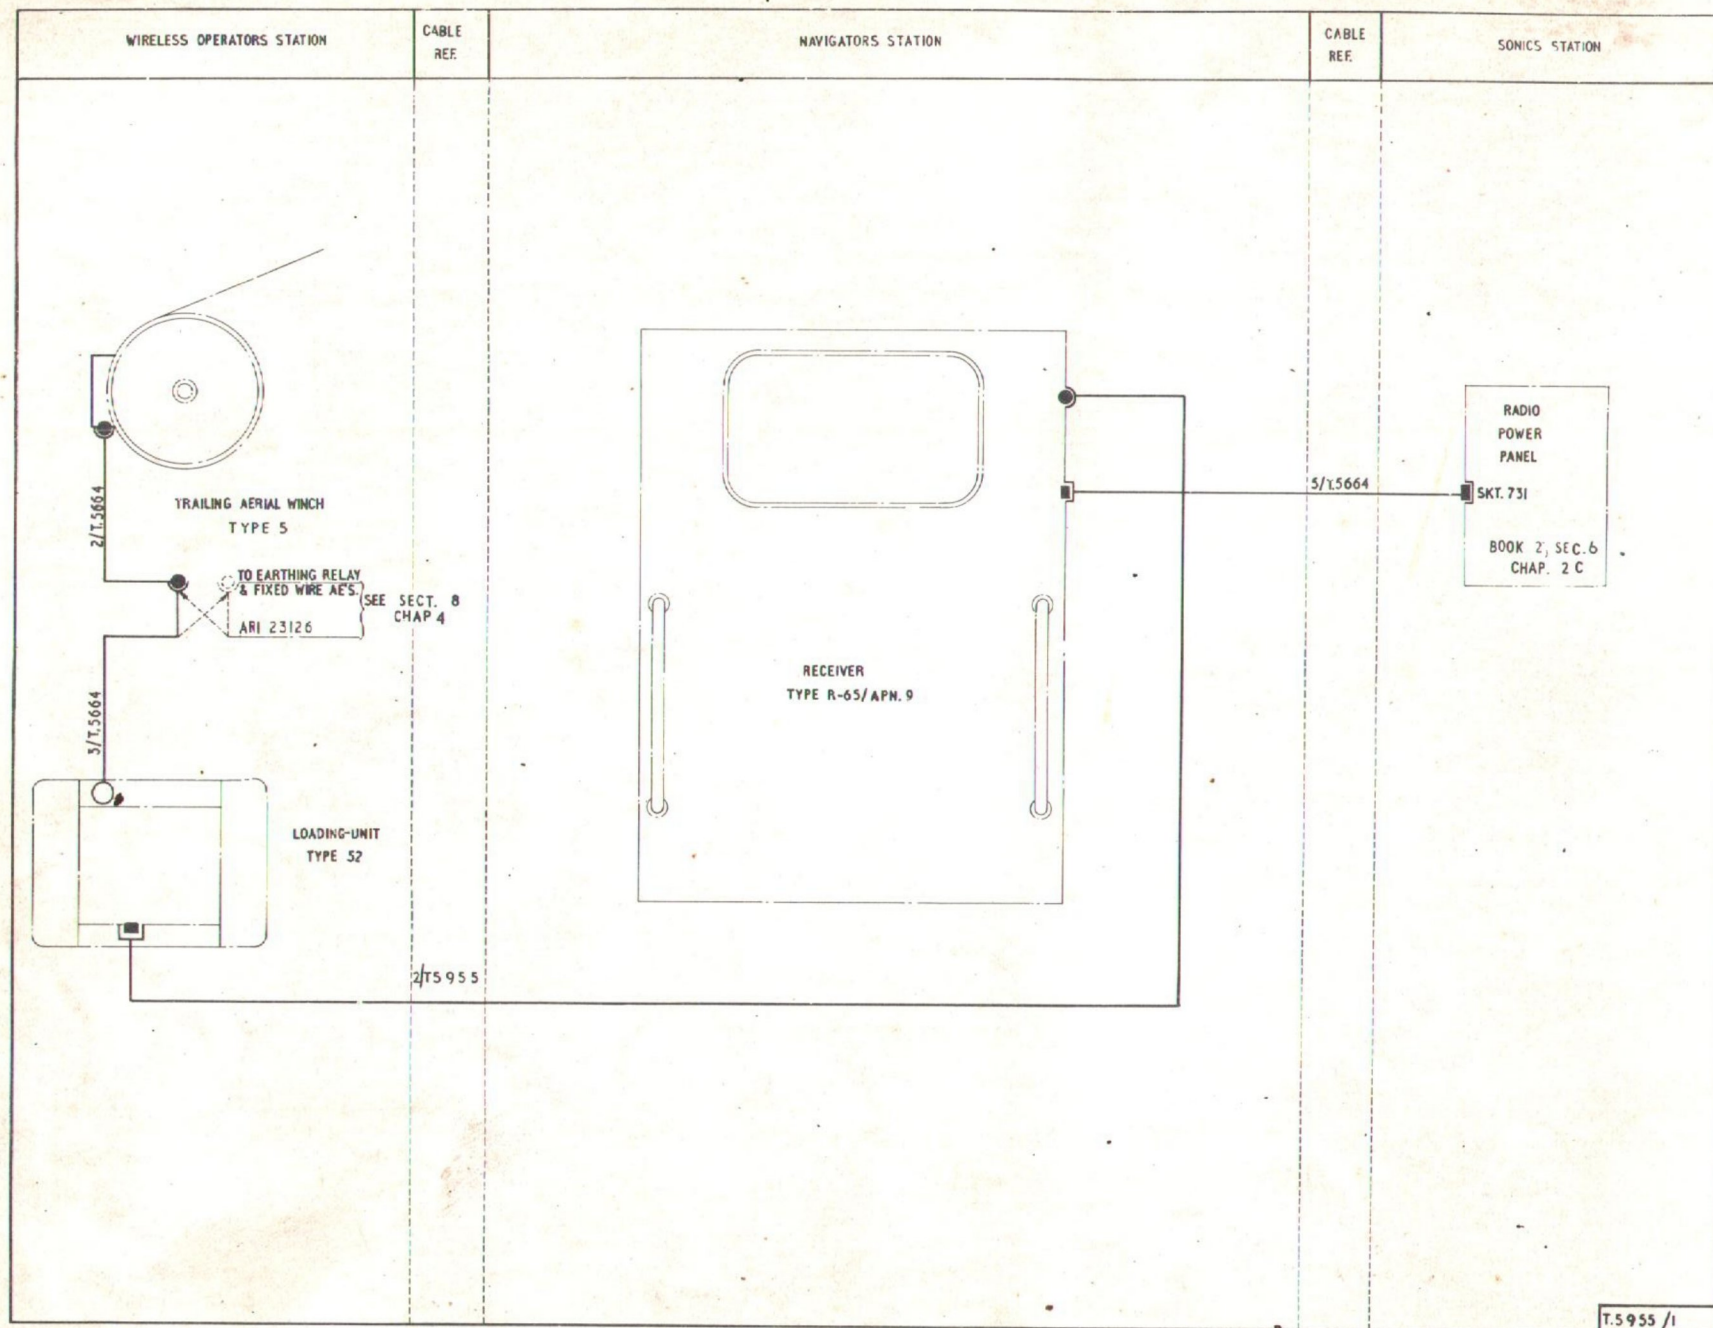 WIRELESS OPERATORS STATION
CABLE
REF.
NAVIGATORS STATION
CABLE
REF.
SONICS STATION
2/T.5664
TRAILING AERIAL WINCH
TYPE 5
TO EARTHING RELAY
& FIXED WIRE AE'S.
ARI 23126
SEE SECT. 8
CHAP 4
3/T.5664
LOADING-UNIT
TYPE 52
2/T5955
RECEIVER
TYPE R-65/APN.9
5/T.5664
RADIO
POWER
PANEL
SKT. 731
BOOK 2, SEC.6
CHAP. 2C
T.5955/1